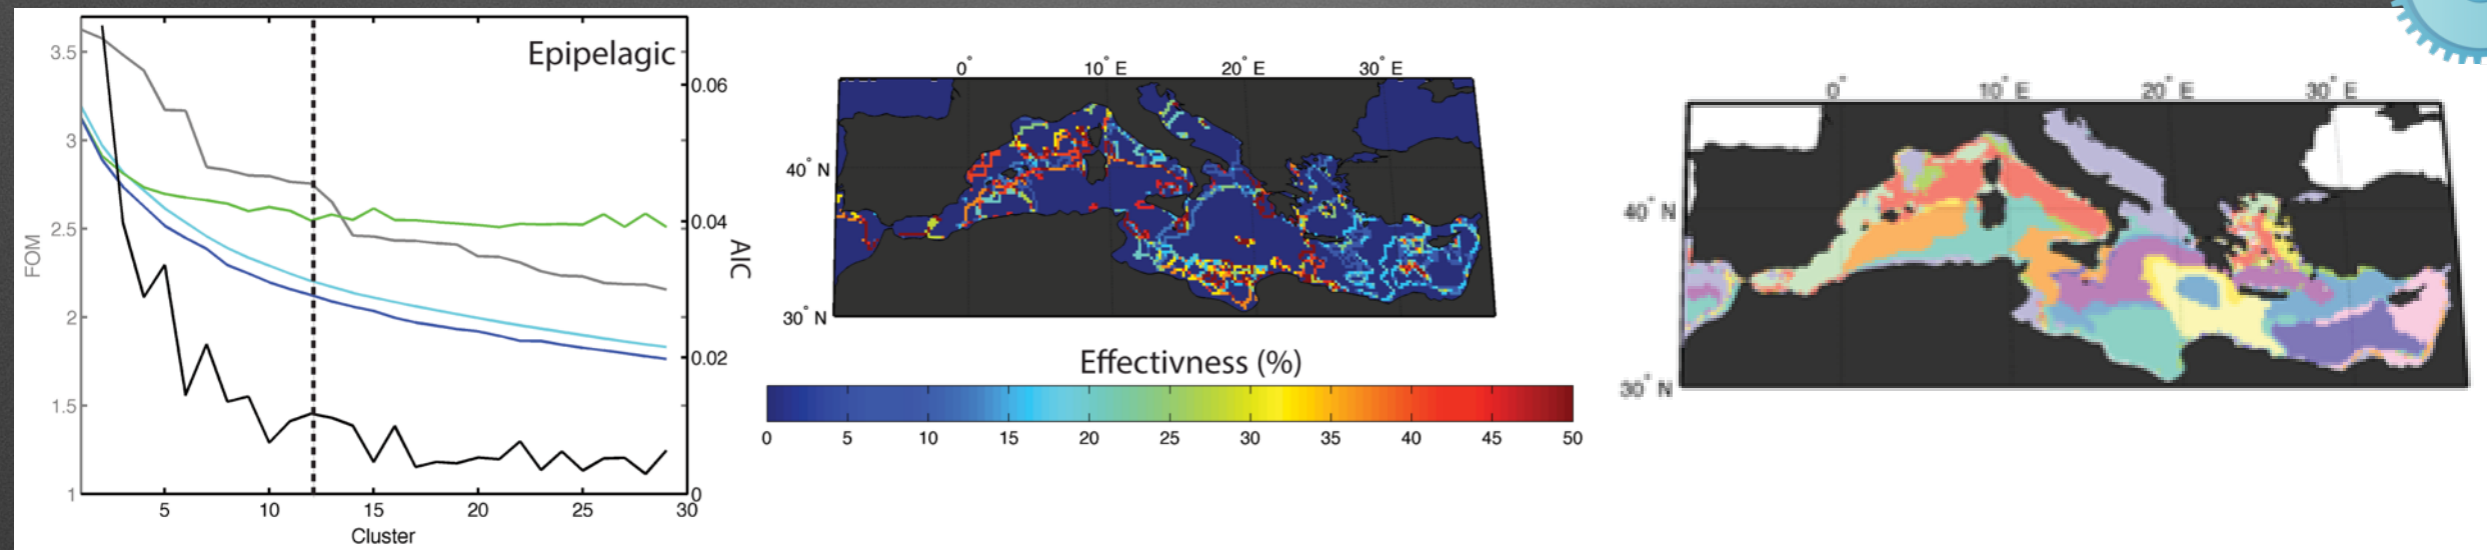 Epipelagic
3.5
3
2.5
2
1.5
1
FOM
0.06
0.04
0.02
0
AIC
5 10 15 20 25 30
Cluster
0° 10° E 20° E 30° E
40° N
30° N
Effectivness (%)
0 5 10 15 20 25 30 35 40 45 50
0° 10° E 20° E 30° E
40° N
30° N